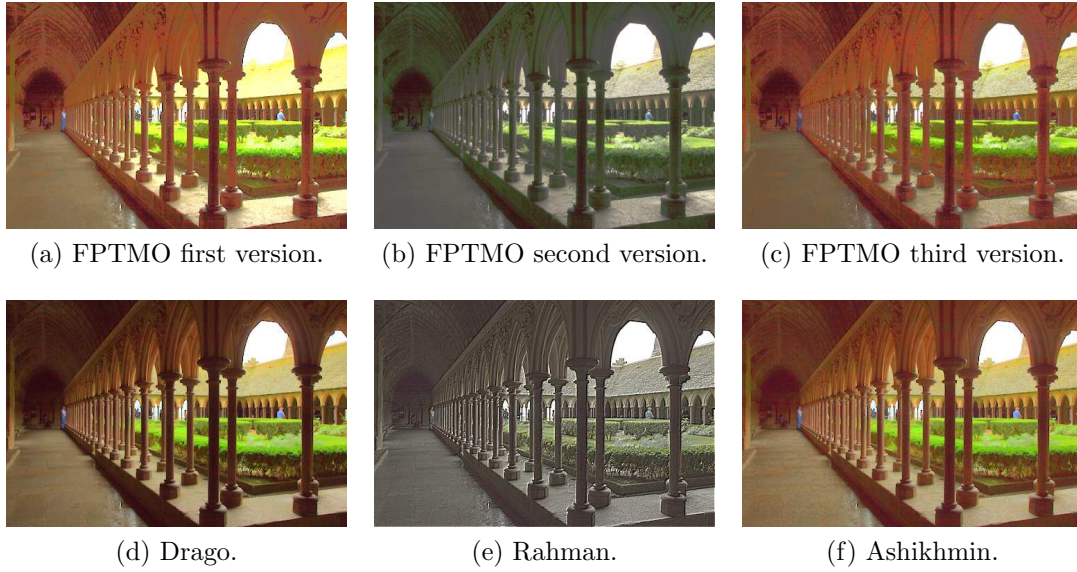 (a) FPTMO first version.
(b) FPTMO second version.
(c) FPTMO third version.
(d) Drago.
(e) Rahman.
(f) Ashikhmin.